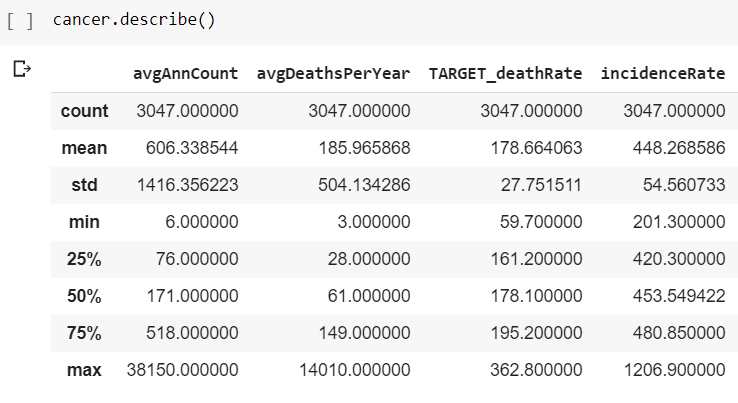 [ ] cancer.describe()
avgAnnCount avgDeathsPerYear TARGET_deathRate incidenceRate
count 3047.000000 3047.000000 3047.000000 3047.000000
mean 606.338544 185.965868 178.664063 448.268586
std 1416.356223 504.134286 27.751511 54.560733
min 6.000000 3.000000 59.700000 201.300000
25% 76.000000 28.000000 161.200000 420.300000
50% 171.000000 61.000000 178.100000 453.549422
75% 518.000000 149.000000 195.200000 480.850000
max 38150.000000 14010.000000 362.800000 1206.900000